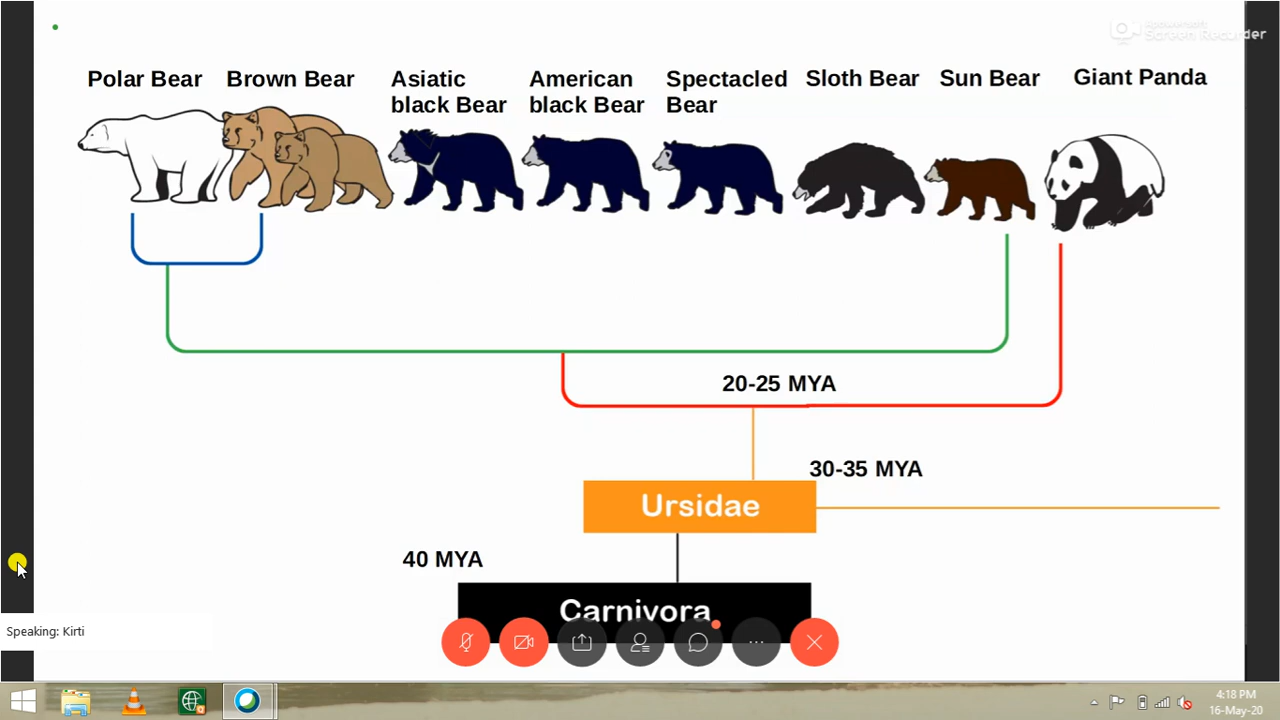 Apowersoft
Screen Recorder
Polar Bear
Brown Bear
Asiatic
black Bear
American
black Bear
Spectacled
Bear
Sloth Bear
Sun Bear
Giant Panda
20-25 MYA
30-35 MYA
Ursidae
40 MYA
Carnivora
Speaking: Kirti
4:18 PM
16-May-20